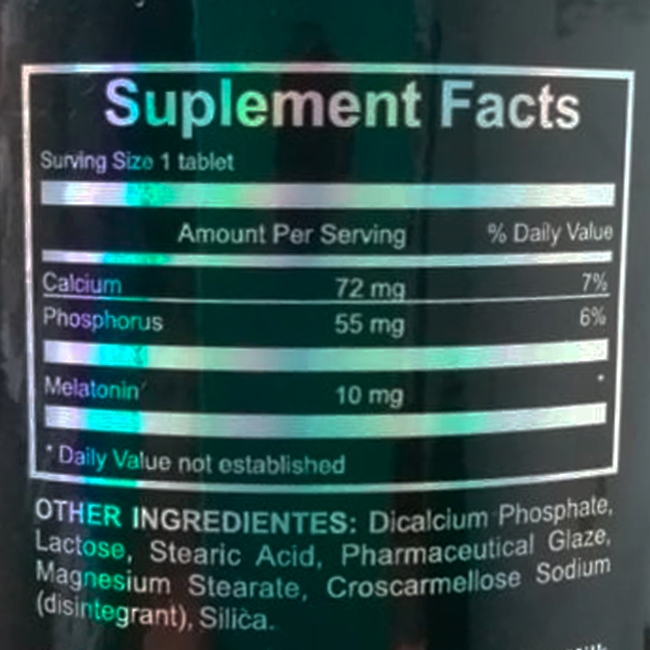 Suplement Facts
Surving Size 1 tablet
Amount Per Serving % Daily Value
Calcium 72 mg 7%
Phosphorus 55 mg 6%
Melatonin 10 mg *
* Daily Value not established
OTHER INGREDIENTES: Dicalcium Phosphate,
Lactose, Stearic Acid, Pharmaceutical Glaze,
Magnesium Stearate, Croscarmellose Sodium
(disintegrant), Silica.